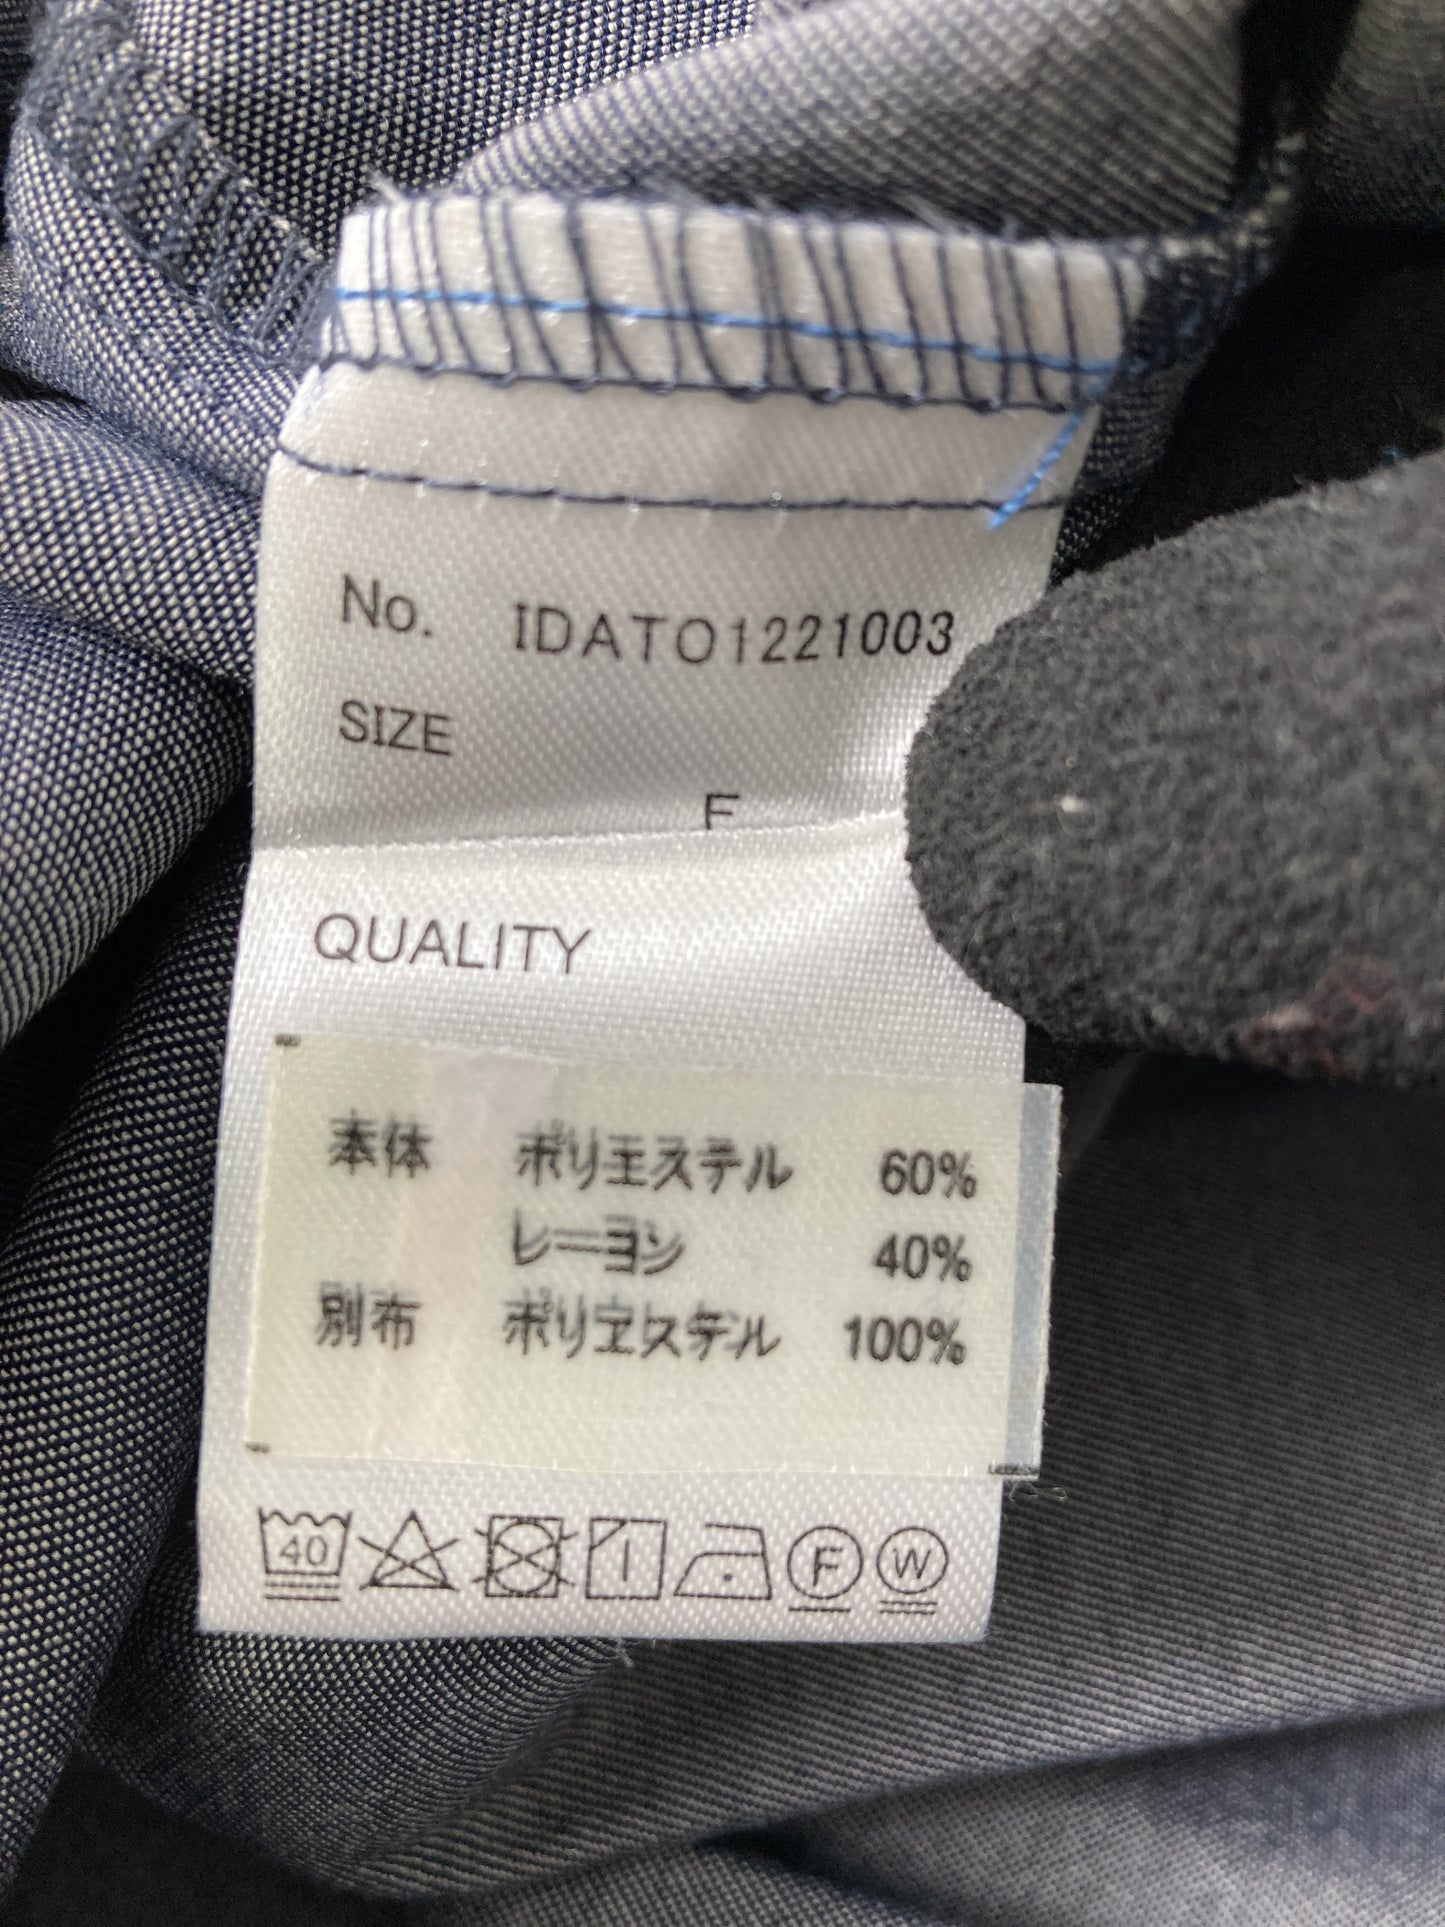 No. IDATO1221003
SIZE
F
QUALITY
本体 ポリエステル 60%
レーヨン 40%
別布 ポリエステル 100%
40
F W